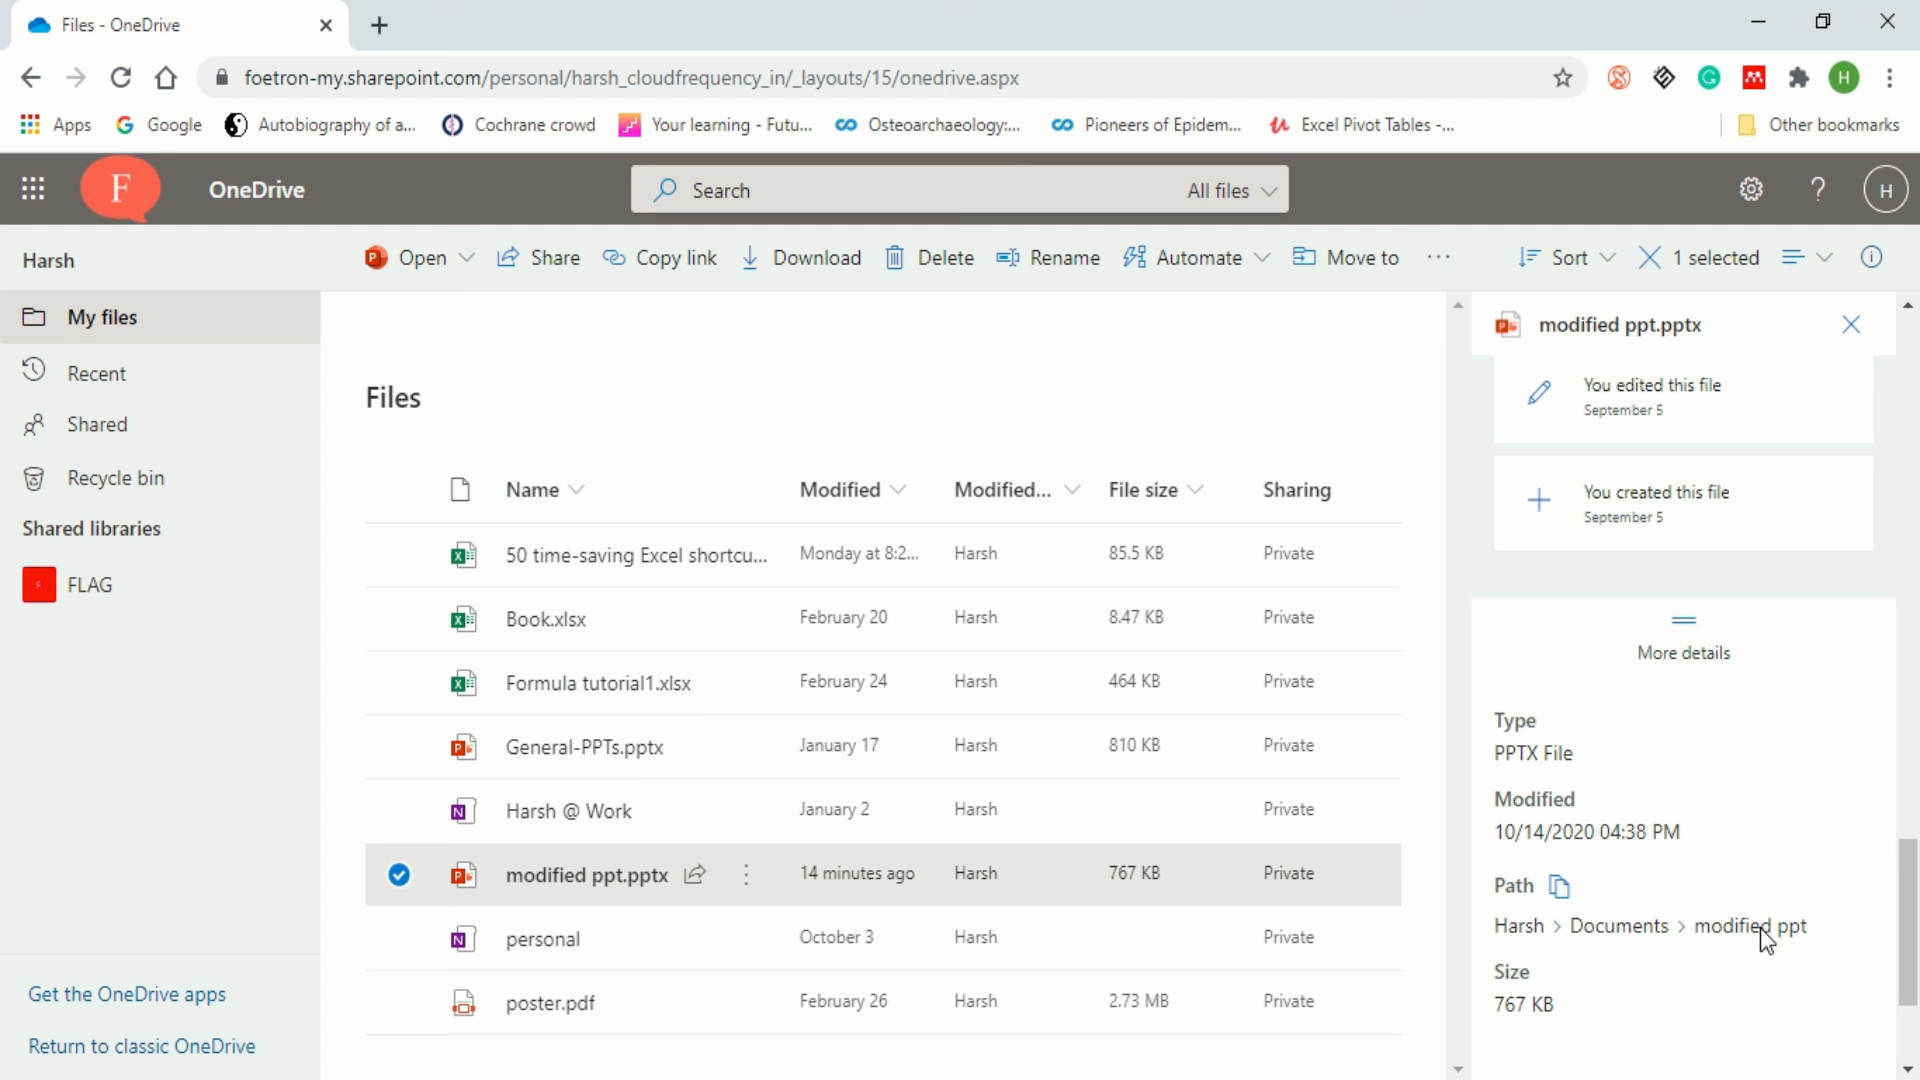 Files - OneDrive
foetron-my.sharepoint.com/personal/harsh_cloudfrequency_in/_layouts/15/onedrive.aspx
H
Apps Google Autobiography of a... Cochrane crowd Your learning - Futu... Osteoarchaeology:... Pioneers of Epidem... Excel Pivot Tables -... Other bookmarks
F OneDrive Search All files ? H
Harsh Open Share Copy link Download Delete Rename Automate Move to ... Sort 1 selected
My files
Recent
Shared
Recycle bin
Shared libraries
F FLAG
Get the OneDrive apps
Return to classic OneDrive
Files
Name Modified Modified... File size Sharing
50 time-saving Excel shortcu... Monday at 8:2... Harsh 85.5 KB Private
Book.xlsx February 20 Harsh 8.47 KB Private
Formula tutorial1.xlsx February 24 Harsh 464 KB Private
General-PPTs.pptx January 17 Harsh 810 KB Private
Harsh @ Work January 2 Harsh Private
modified ppt.pptx 14 minutes ago Harsh 767 KB Private
personal October 3 Harsh Private
poster.pdf February 26 Harsh 2.73 MB Private
modified ppt.pptx
You edited this file
September 5
You created this file
September 5
More details
Type
PPTX File
Modified
10/14/2020 04:38 PM
Path
Harsh > Documents > modified ppt
Size
767 KB